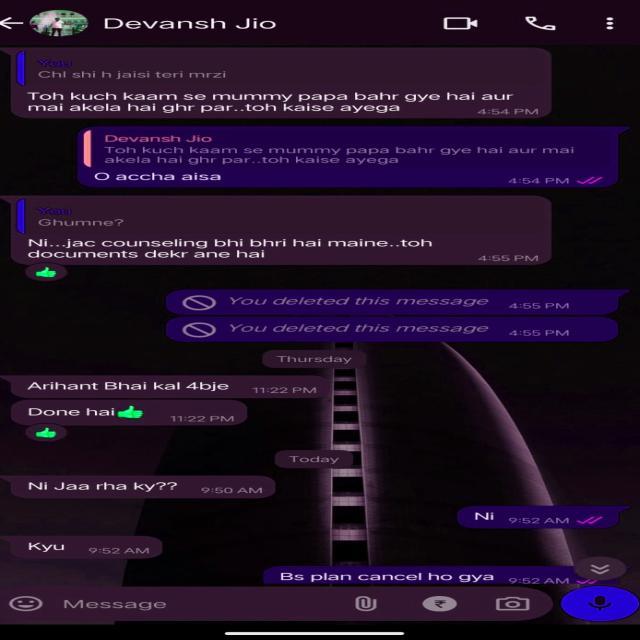 Devansh Jio
You
Chl shi h jaisi teri mrzi
Toh kuch kaam se mummy papa bahr gye hai aur
mai akela hai ghr par..toh kaise ayega
4:54 PM
Devansh Jio
Toh kuch kaam se mummy papa bahr gye hai aur mai
akela hai ghr par..toh kaise ayega
O accha aisa
4:54 PM
You
Ghumne?
Ni...jac counseling bhi bhri hai maine..toh
documents dekr ane hai
4:55 PM
You deleted this message 4:55 PM
You deleted this message 4:55 PM
Thursday
Arihant Bhai kal 4bje 11:22 PM
Done hai 11:22 PM
Today
Ni Jaa rha ky?? 9:50 AM
Ni 9:52 AM
Kyu 9:52 AM
Bs plan cancel ho gya 9:52 AM
Message
₹